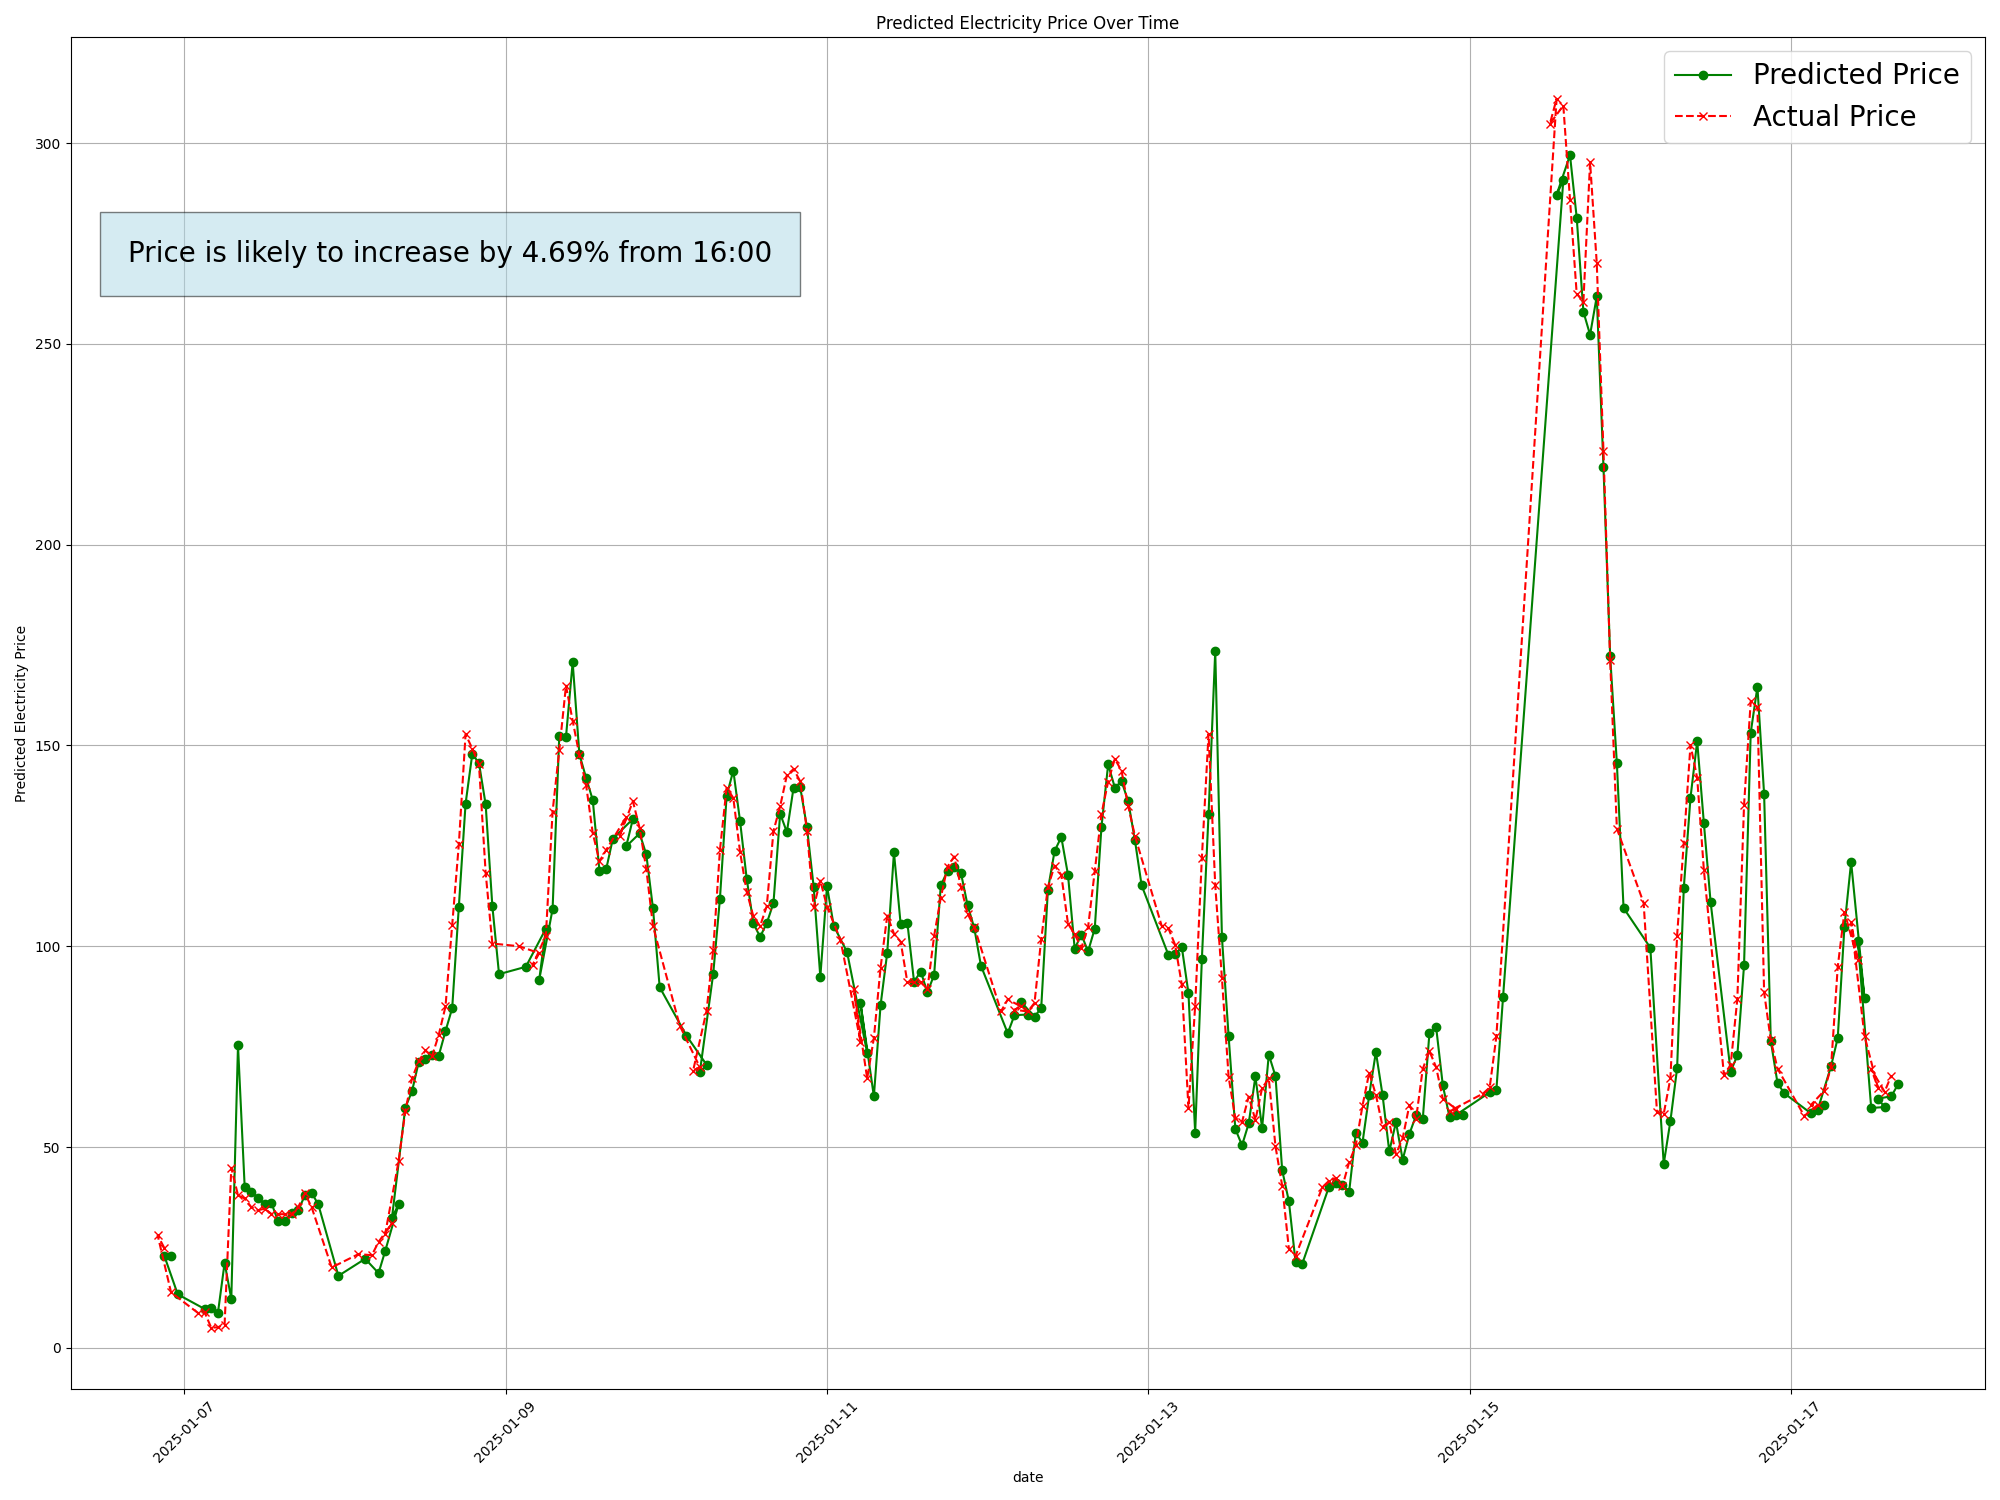 Predicted Electricity Price Over Time
Predicted Price
Actual Price
Price is likely to increase by 4.69% from 16:00
Predicted Electricity Price
300
250
200
150
100
50
0
2025-01-07
2025-01-09
2025-01-11
2025-01-13
2025-01-15
2025-01-17
date